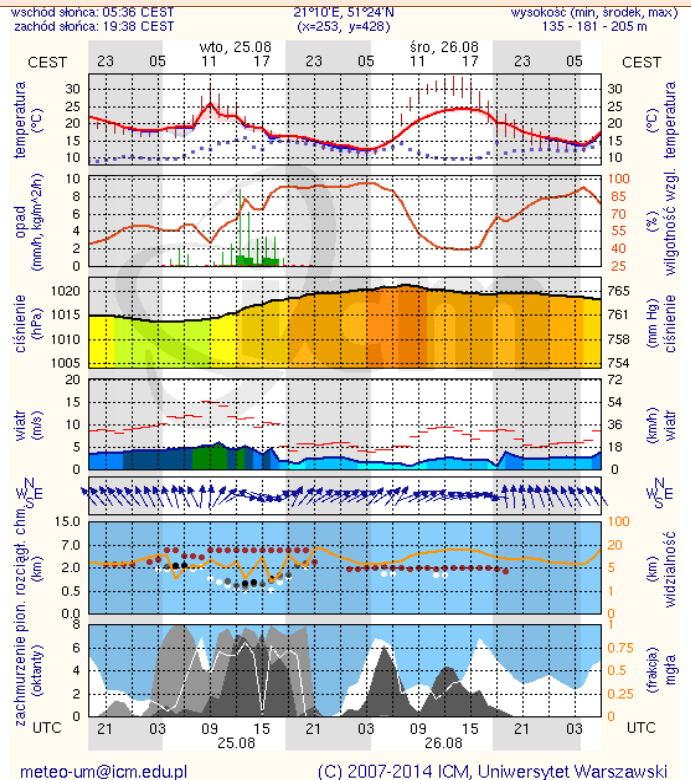 wschód słońca: 05:36 CEST 21°10'E, 51°24'N wysokość (min, środek, max)
zachód słońca: 19:38 CEST (x=253, y=428) 135 - 181 - 205 m
wto, 25.08 śro, 26.08
CEST 23 05 11 17 23 05 11 17 23 05 CEST
temperatura (°C)
30 30
25 25
20 20
15 15
10 10
temperatura (°C)
opad (mm/h, kg/m^2/h)
10 100
8 85
6 70
55
4 40
2
0 25
wilgotność wzgl. (%)
ciśnienie (hPa)
1020 765
1015 761
1010 758
1005 754
(mm Hg) ciśnienie
icm
wiatr (m/s)
20 72
15 54
10 36
5 18
0 0
(km/h) wiatr
N
W E
S
N
W E
S
pion. rozciągł. chm. (km)
15.0 100
7.0 20
2.0 5
0.5 1
0.0 0
(km) widzialność
zachmurzenie (oktanty)
8 1
6 0.75
4 0.5
2 0.25
0 0
(frakcja) mgła
UTC 21 03 09 15 21 03 09 15 21 03 UTC
25.08 26.08
meteo-um@icm.edu.pl (C) 2007-2014 ICM, Uniwersytet Warszawski